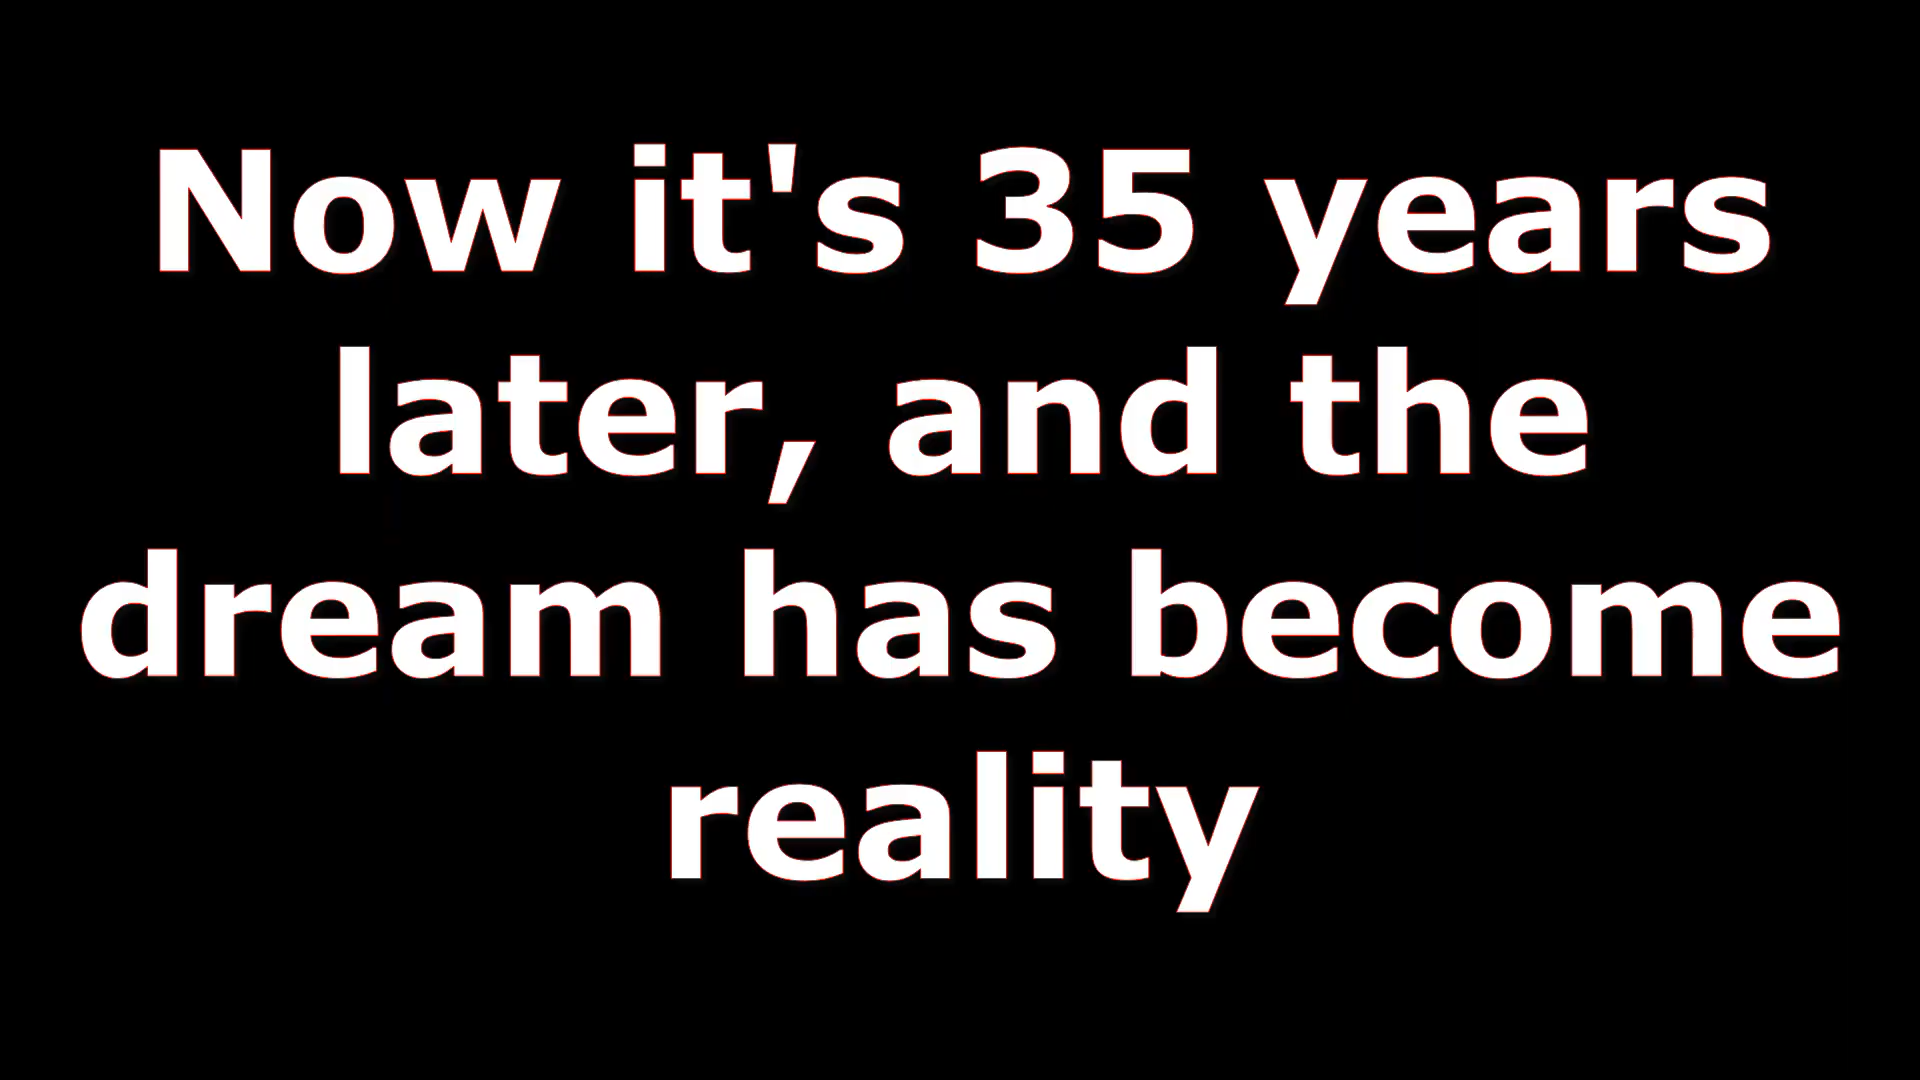 Now it's 35 years
later, and the
dream has become
reality